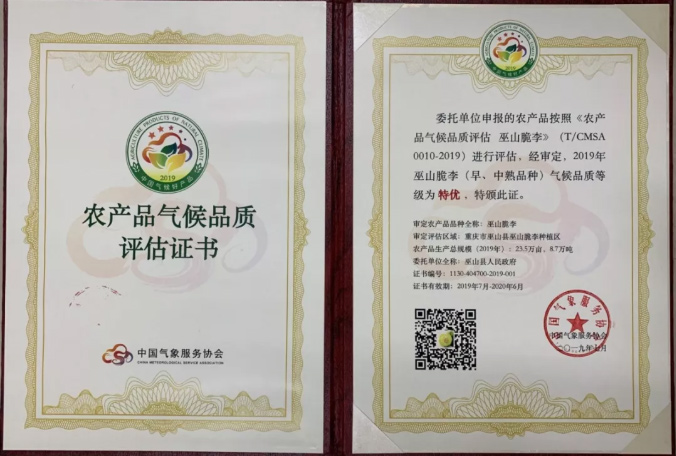 AGRICULTURE PRODUCTS OF NATURAL CLIMATE
2019
中国气候好产品
农产品气候品质
评估证书
中国气象服务协会
CHINA METEOROLOGICAL SERVICE ASSOCIATION
委托单位申报的农产品按照《农产
品气候品质评估 巫山脆李》（T/CMSA
0010-2019）进行评估，经审定，2019年
巫山脆李（早、中熟品种）气候品质等
级为 特优，特颁此证。
审定农产品品种全称：巫山脆李
审定评估区域：重庆市巫山县巫山脆李种植区
农产品生产总规模（2019年）：23.5万亩，8.7万吨
委托单位全称：巫山县人民政府
证书编号：1130-404700-2019-001
证书有效期：2019年7月-2020年6月
中国气象服务协会
中国气象服务协会
二〇一九年七月